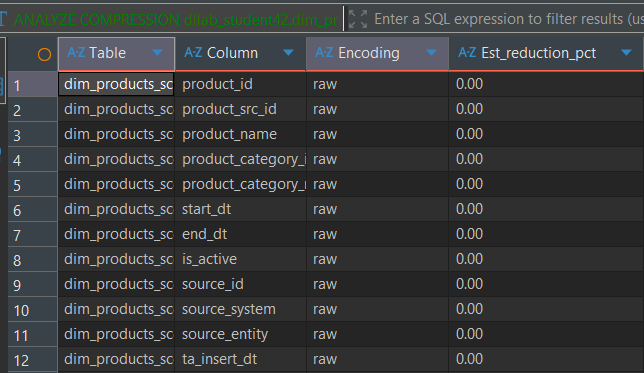 ANALYZE COMPRESSION dilab_student42.dim_pr Enter a SQL expression to filter results (us
A-Z Table A-Z Column A-Z Encoding A-Z Est_reduction_pct
1 dim_products_sc product_id raw 0.00
2 dim_products_sc product_src_id raw 0.00
3 dim_products_sc product_name raw 0.00
4 dim_products_sc product_category_i raw 0.00
5 dim_products_sc product_category_r raw 0.00
6 dim_products_sc start_dt raw 0.00
7 dim_products_sc end_dt raw 0.00
8 dim_products_sc is_active raw 0.00
9 dim_products_sc source_id raw 0.00
10 dim_products_sc source_system raw 0.00
11 dim_products_sc source_entity raw 0.00
12 dim_products_sc ta_insert_dt raw 0.00